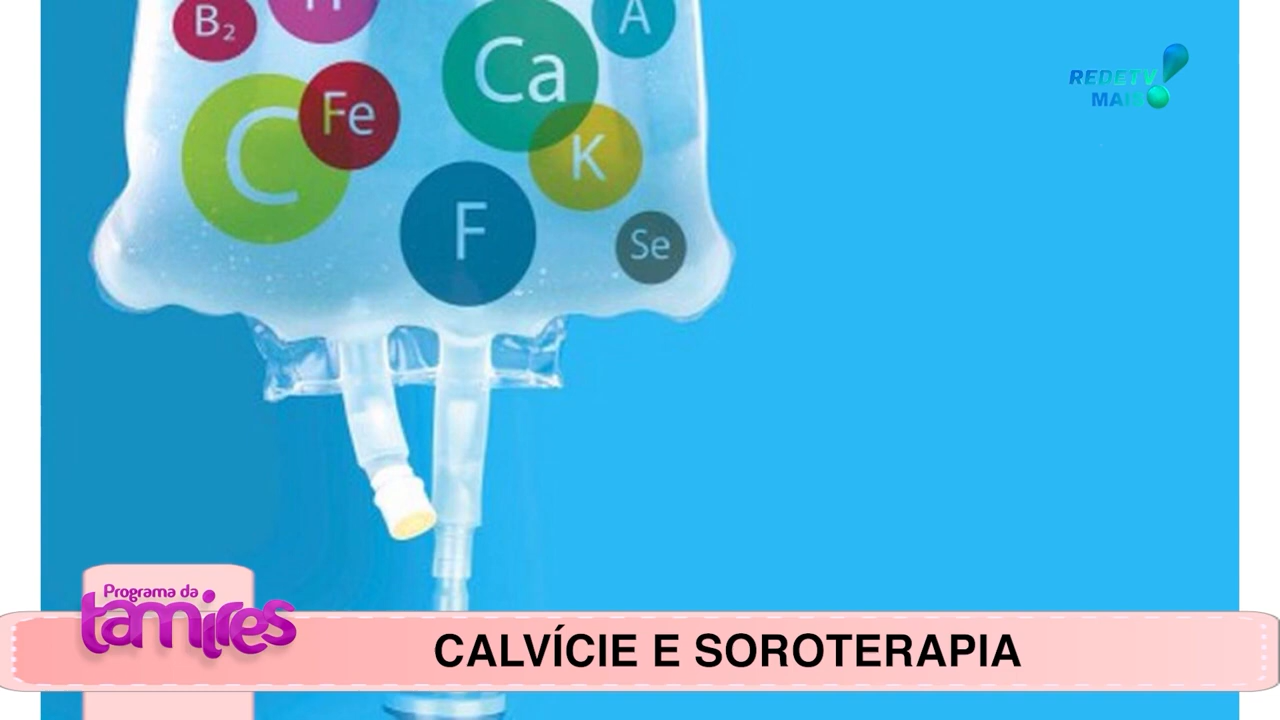 B₂
A
Ca
C
Fe
K
F
Se
REDETV
MAIS
Programa da
tamires
CALVÍCIE E SOROTERAPIA